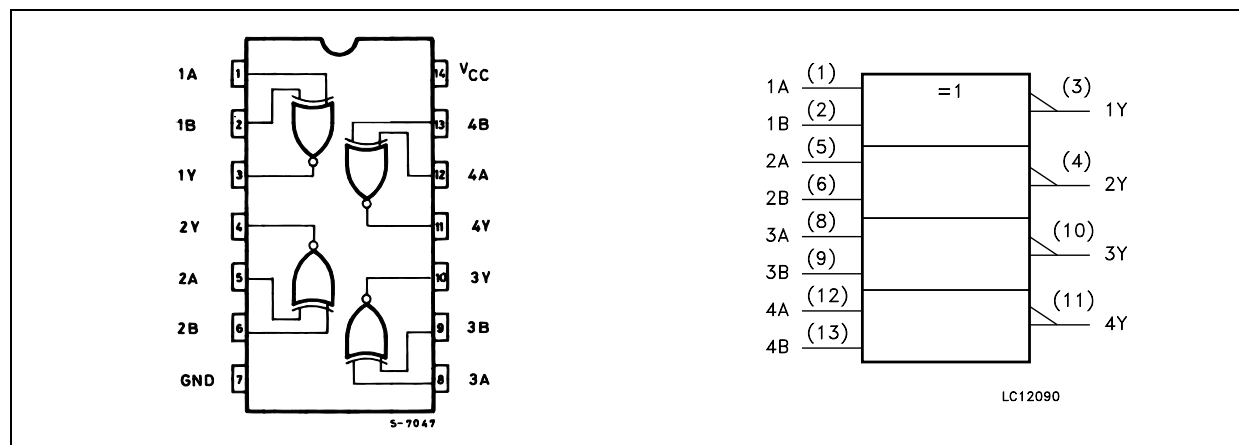 1A 1 14 VCC
1B 2 13 4B
1Y 3 12 4A
2Y 4 11 4Y
2A 5 10 3Y
2B 6 9 3B
GND 7 8 3A
S-7047
=1
1A (1)
1B (2)
2A (5)
2B (6)
3A (8)
3B (9)
4A (12)
4B (13)
(3) 1Y
(4) 2Y
(10) 3Y
(11) 4Y
LC12090